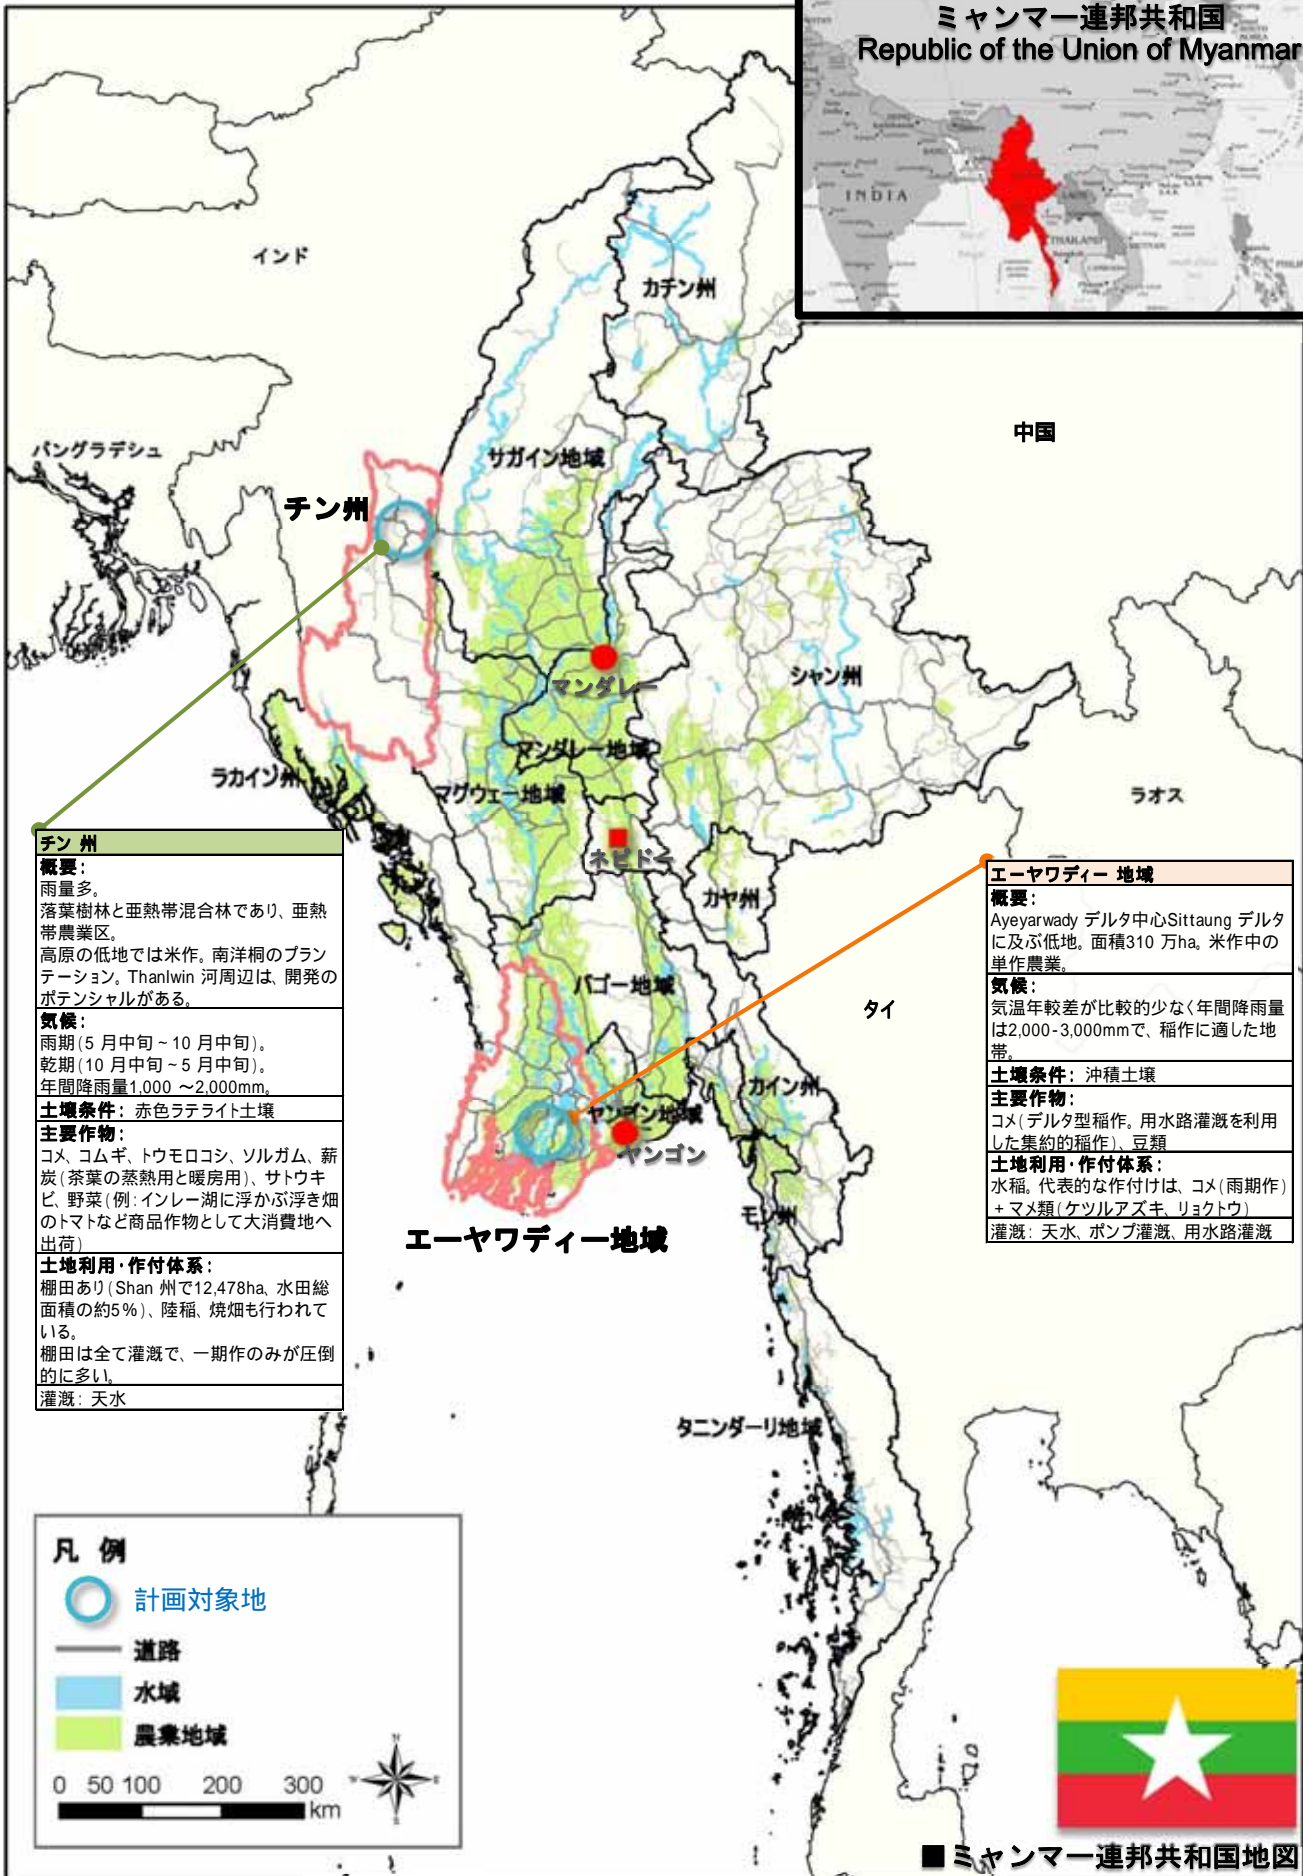 ミャンマー連邦共和国
Republic of the Union of Myanmar
INDIA
THAILAND
インド
カチン州
中国
バングラデシュ
サガイン地域
チン州
マンダレー
シャン州
マンダレー地域
ラカイン州
マグウェー地域
ラオス
ネピドー
カヤ州
バゴー地域
タイ
カイン州
ヤンゴン地域
ヤンゴン
モン州
エーヤワディー地域
タニンダーリ地域
チン 州
概要:
雨量多。
落葉樹林と亜熱帯混合林であり、亜熱
帯農業区。
高原の低地では米作。南洋桐のプラン
テーション。Thanlwin 河周辺は、開発の
ポテンシャルがある。
気候:
雨期(5 月中旬~10 月中旬)。
乾期(10 月中旬~5 月中旬)。
年間降雨量1,000 ～2,000mm。
土壌条件: 赤色ラテライト土壌
主要作物:
コメ、コムギ、トウモロコシ、ソルガム、薪
炭(茶葉の蒸熱用と暖房用)、サトウキ
ビ、野菜(例:インレー湖に浮かぶ浮き畑
のトマトなど商品作物として大消費地へ
出荷)
土地利用・作付体系:
棚田あり(Shan 州で12,478ha、水田総
面積の約5%)、陸稲、焼畑も行われて
いる。
棚田は全て灌漑で、一期作のみが圧倒
的に多い。
灌漑: 天水
エーヤワディー 地域
概要:
Ayeyarwady デルタ中心Sittaung デルタ
に及ぶ低地。面積310 万ha。米作中の
単作農業。
気候:
気温年較差が比較的少なく年間降雨量
は2,000-3,000mmで、稲作に適した地
帯。
土壌条件: 沖積土壌
主要作物:
コメ(デルタ型稲作。用水路灌漑を利用
した集約的稲作)、豆類
土地利用・作付体系:
水稲。代表的な作付けは、コメ(雨期作)
+ マメ類(ケツルアズキ、リョクトウ)
灌漑: 天水、ポンプ灌漑、用水路灌漑
凡 例
計画対象地
道路
水域
農業地域
0 50 100 200 300
km
N
■ミャンマー連邦共和国地図